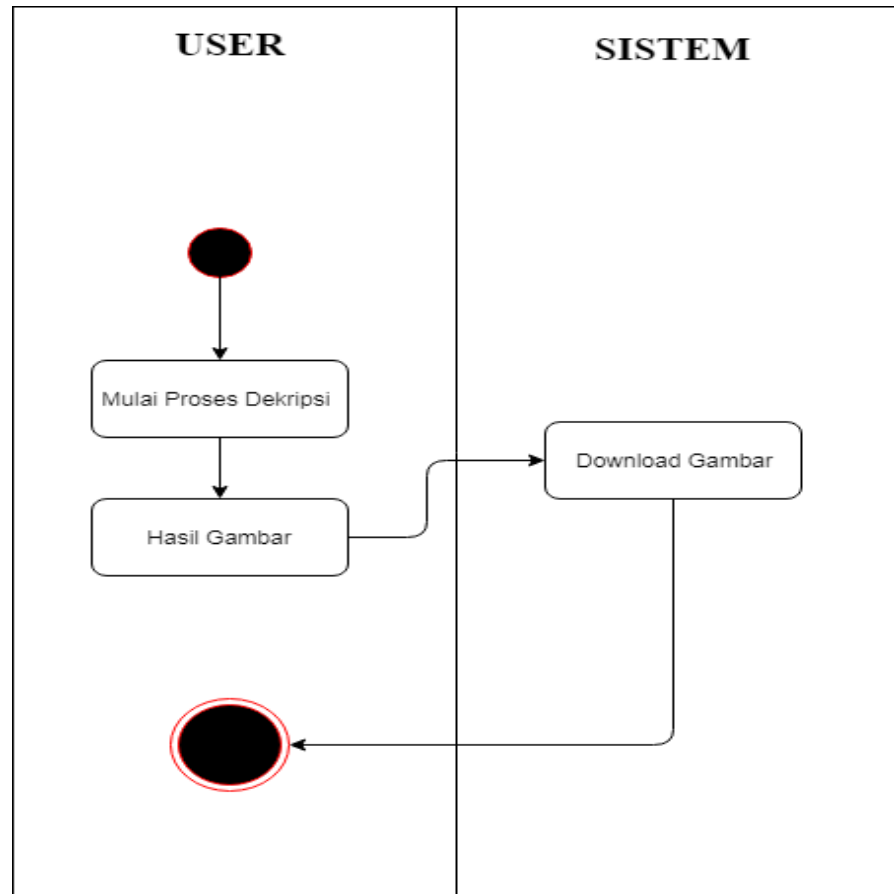 USER
SISTEM
Mulai Proses Dekripsi
Download Gambar
Hasil Gambar